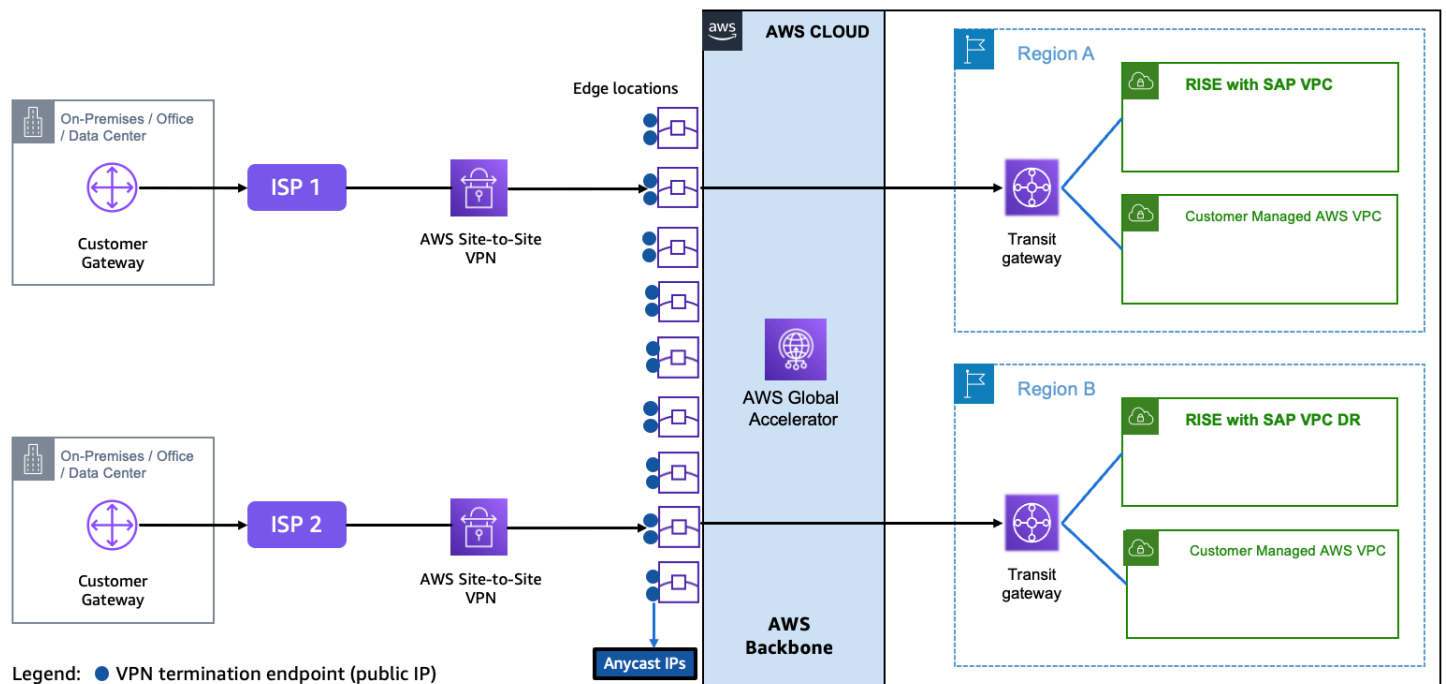 aws
AWS CLOUD
Region A
RISE with SAP VPC
Edge locations
On-Premises / Office
/ Data Center
ISP 1
Customer Managed AWS VPC
Customer
Gateway
AWS Site-to-Site
VPN
Transit
gateway
AWS Global
Accelerator
Region B
RISE with SAP VPC DR
On-Premises / Office
/ Data Center
ISP 2
Customer Managed AWS VPC
Customer
Gateway
AWS Site-to-Site
VPN
Transit
gateway
AWS
Backbone
Anycast IPs
Legend: VPN termination endpoint (public IP)